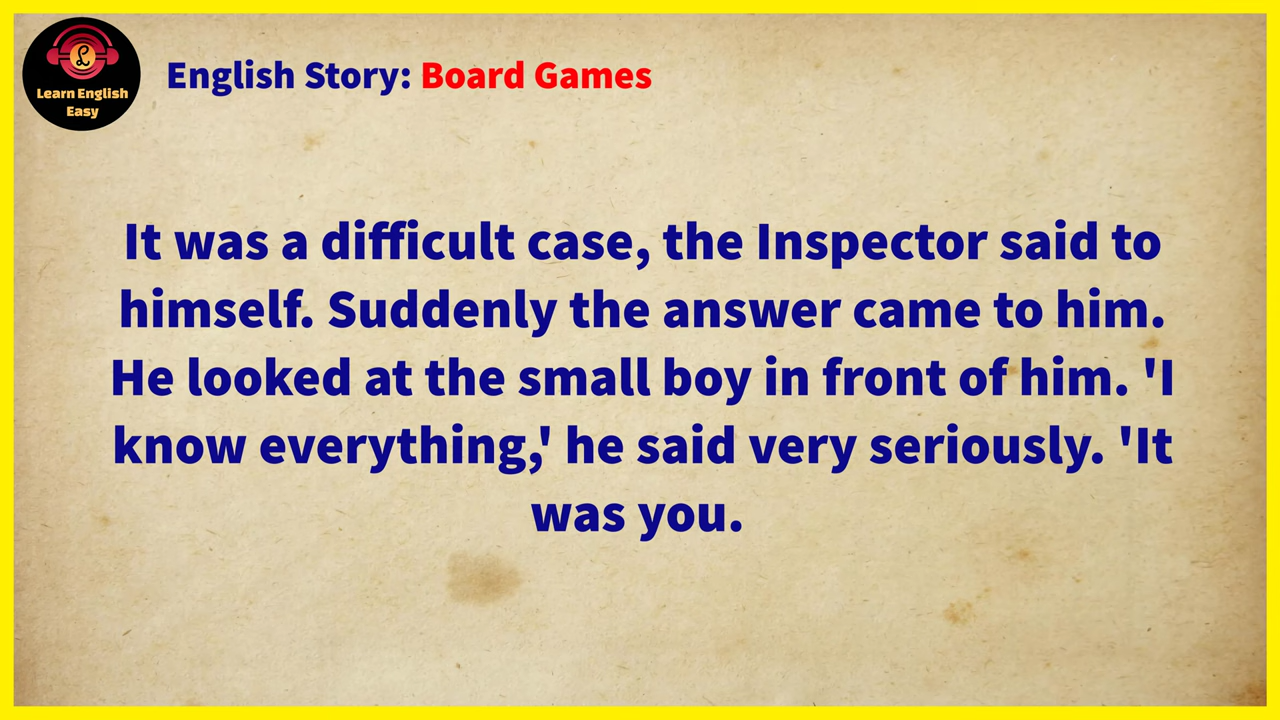 Learn English
Easy
English Story: Board Games
It was a difficult case, the Inspector said to
himself. Suddenly the answer came to him.
He looked at the small boy in front of him. 'I
know everything,' he said very seriously. 'It
was you.